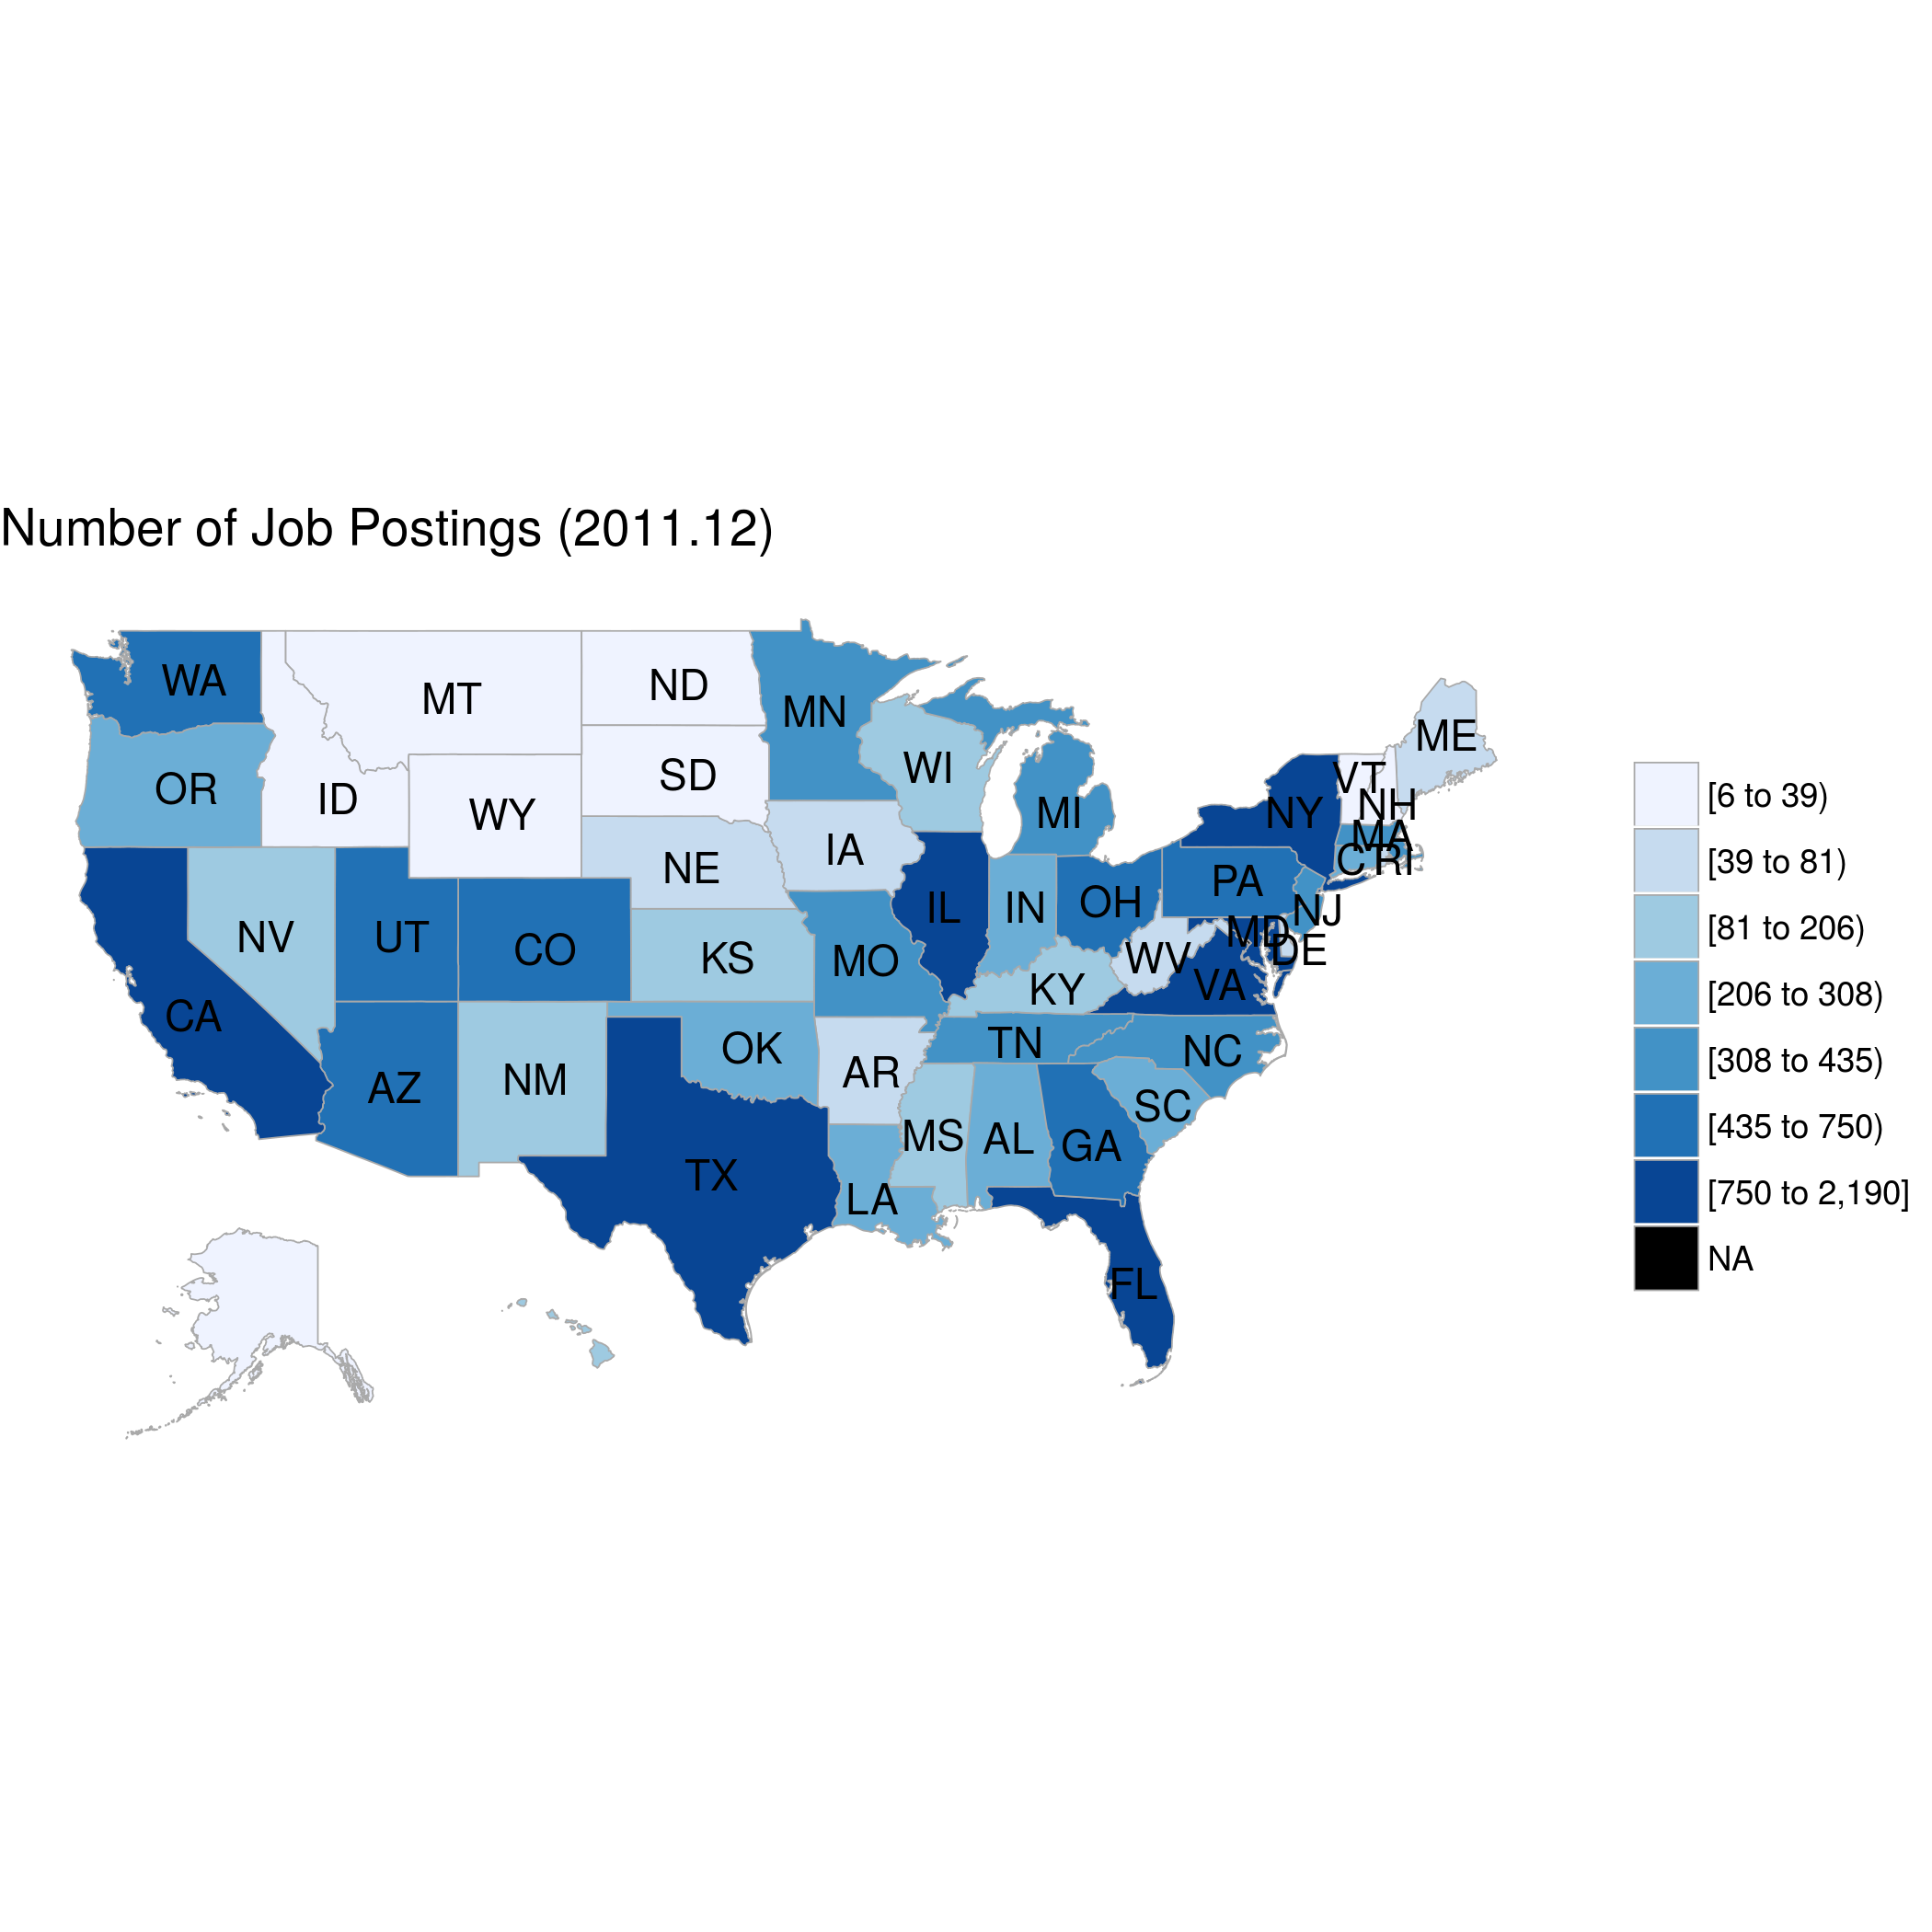 Number of Job Postings (2011.12)
WA
MT
ND
MN
ME
OR
ID
WY
SD
WI
MI
NY
VT
NH
MA
CT
RI
NE
IA
IL
IN
OH
PA
NJ
NV
UT
CO
KS
MO
KY
WV
MD
DE
VA
CA
AZ
NM
OK
AR
TN
NC
SC
TX
LA
MS
AL
GA
FL
[6 to 39)
[39 to 81)
[81 to 206)
[206 to 308)
[308 to 435)
[435 to 750)
[750 to 2,190]
NA